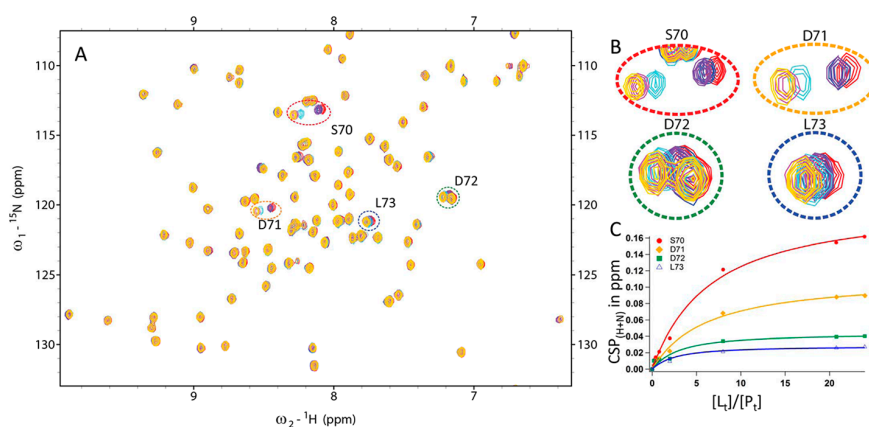 9
8
7
A
110
115
120
125
130
ω₁ - ¹⁵N (ppm)
S70
D72
L73
D71
110
115
120
125
130
9
8
7
ω₂ - ¹H (ppm)
B
S70
D71
D72
L73
C
0.16
0.14
0.12
0.10
0.08
0.06
0.04
0.02
0.00
CSP(H+N) in ppm
S70
D71
D72
L73
0
5
10
15
20
[Lt]/[Pt]